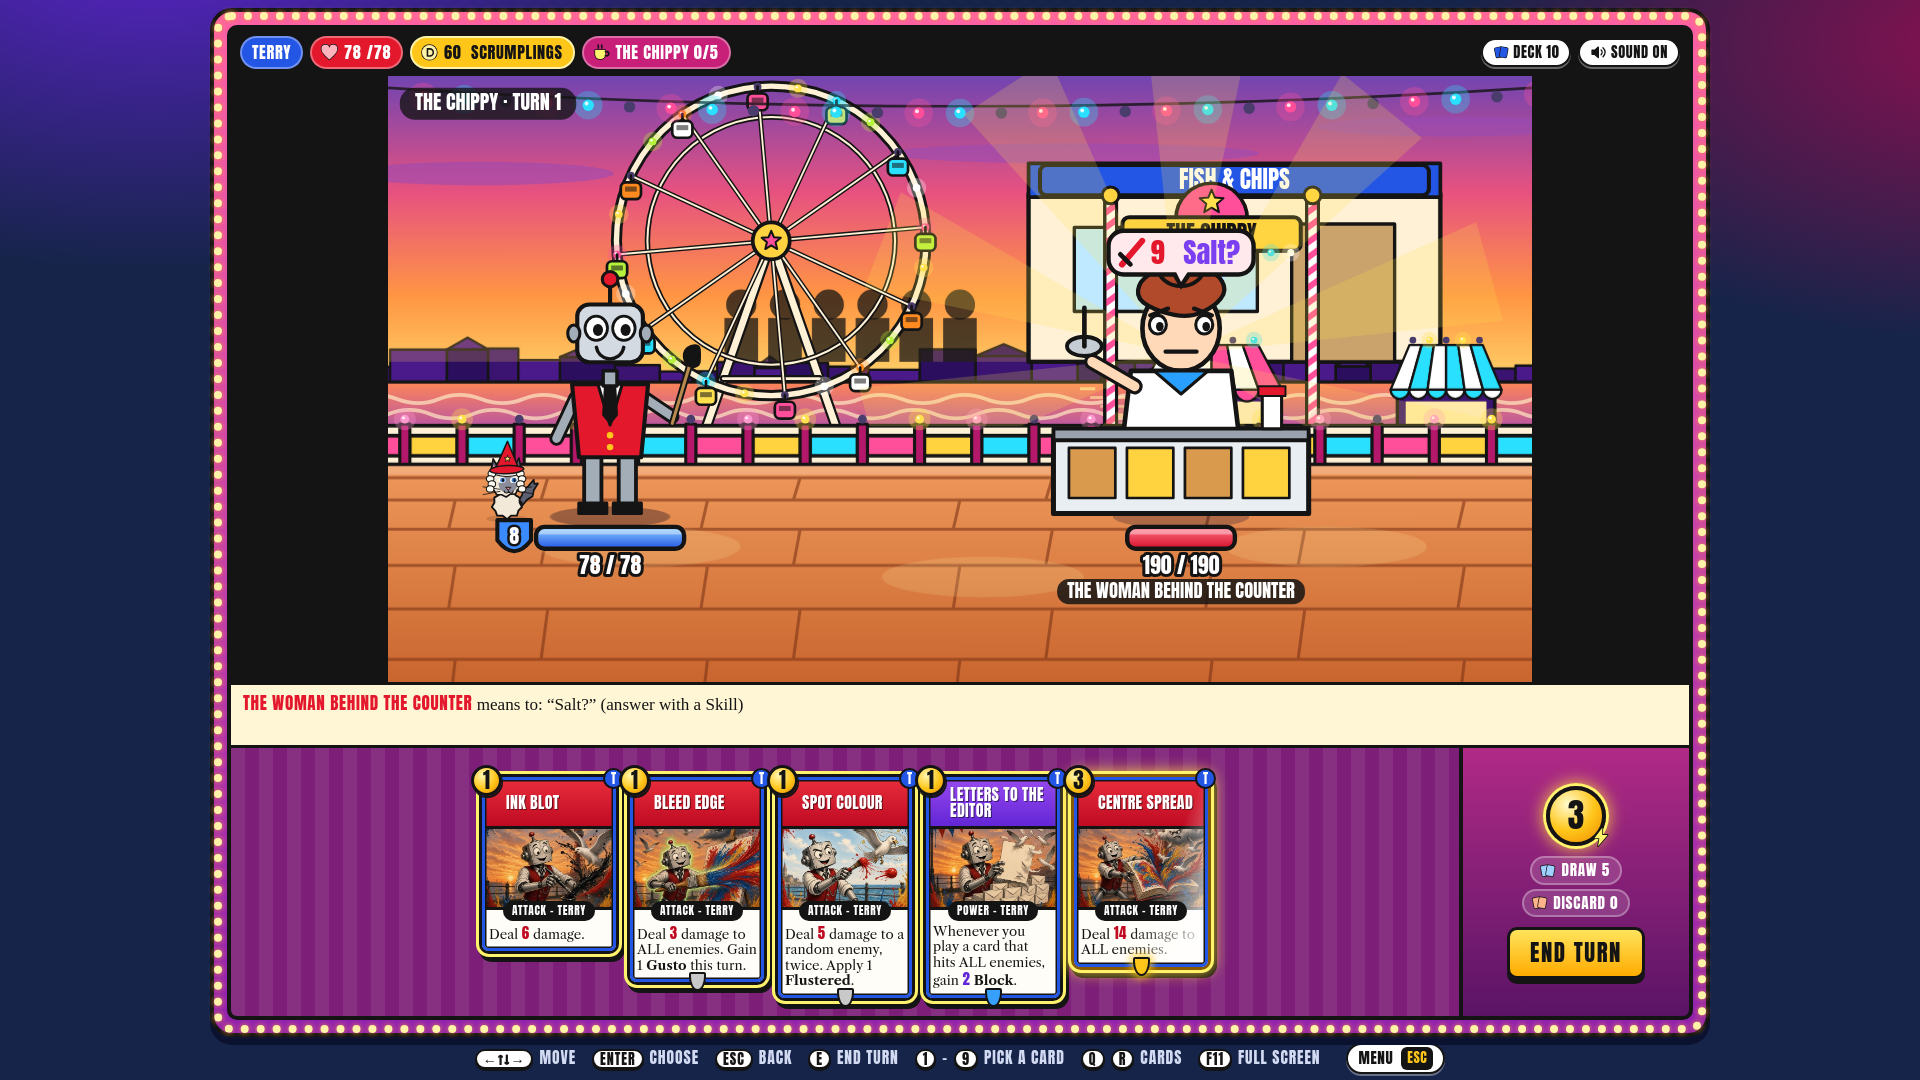 TERRY
78 /78
D 60 SCRUMPLINGS
THE CHIPPY 0/5
DECK 10
SOUND ON
THE CHIPPY · TURN 1
FISH & CHIPS
THE CHIPPY
9 Salt?
8
78 / 78
190 / 190
THE WOMAN BEHIND THE COUNTER
THE WOMAN BEHIND THE COUNTER means to: “Salt?” (answer with a Skill)
1 T
INK BLOT
ATTACK - TERRY
Deal 6 damage.
1 T
BLEED EDGE
ATTACK - TERRY
Deal 3 damage to
ALL enemies. Gain
1 Gusto this turn.
1 T
SPOT COLOUR
ATTACK - TERRY
Deal 5 damage to a
random enemy,
twice. Apply 1
Flustered.
1 T
LETTERS TO THE
EDITOR
POWER - TERRY
Whenever you
play a card that
hits ALL enemies,
gain 2 Block.
3 T
CENTRE SPREAD
ATTACK - TERRY
Deal 14 damage to
ALL enemies.
3
DRAW 5
DISCARD 0
END TURN
←↑↓→ MOVE ENTER CHOOSE ESC BACK E END TURN 1 - 9 PICK A CARD Q R CARDS F11 FULL SCREEN MENU ESC